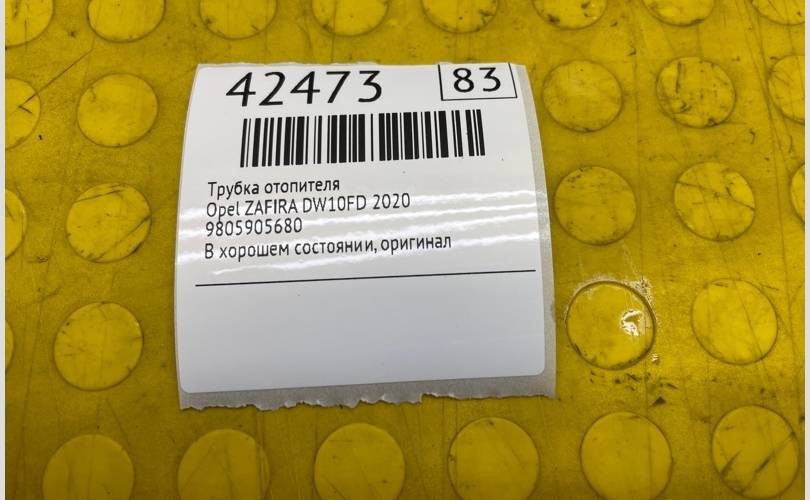 42473 83
Трубка отопителя
Opel ZAFIRA DW10FD 2020
9805905680
В хорошем состоянии, оригинал